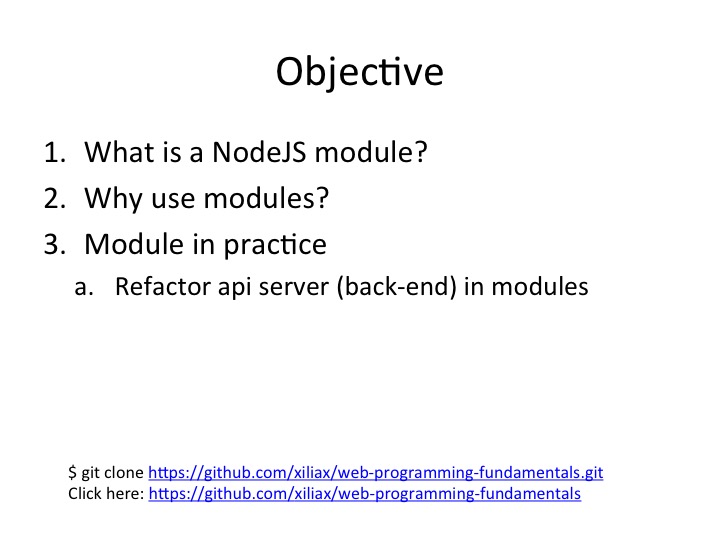 Objective
1. What is a NodeJS module?
2. Why use modules?
3. Module in practice
a. Refactor api server (back-end) in modules
$ git clone https://github.com/xiliax/web-programming-fundamentals.git
Click here: https://github.com/xiliax/web-programming-fundamentals